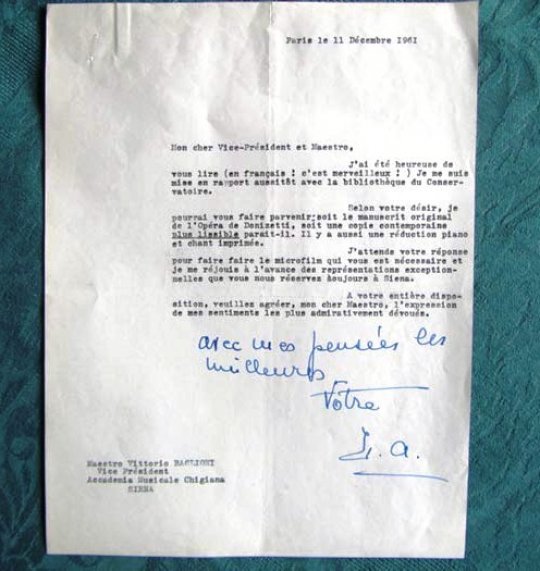 Paris le 11 Décembre 1961
Mon cher Vice-Président et Maestro,
J'ai été heureuse de
vous lire (en français ! c'est merveilleux ! ) Je me suis
mise en rapport aussitôt avec la bibliothèque du Conser-
vatoire.
Selon votre désir, je
pourrai vous faire parvenir;soit le manuscrit original
de l'Opéra de Donizetti, soit une copie contemporaine
plus lissible parait-il. Il y a aussi une réduction piano
et chant imprimée.
J'attends votre réponse
pour faire faire le microfilm qui vous est nécessaire et
je me réjouis à l'avance des représentations exception-
nelles que vous nous réservez toujours à Siena.
A votre entière dispo-
sition, veuillez agréer, mon cher Maestro, l'expression
de mes sentiments les plus admirativement dévoués.
avec mes pensées les
meilleures
Votre
Maestro Vittorio BAGLIONI
Vice Président
Accademia Musicale Chigiana
SIENA